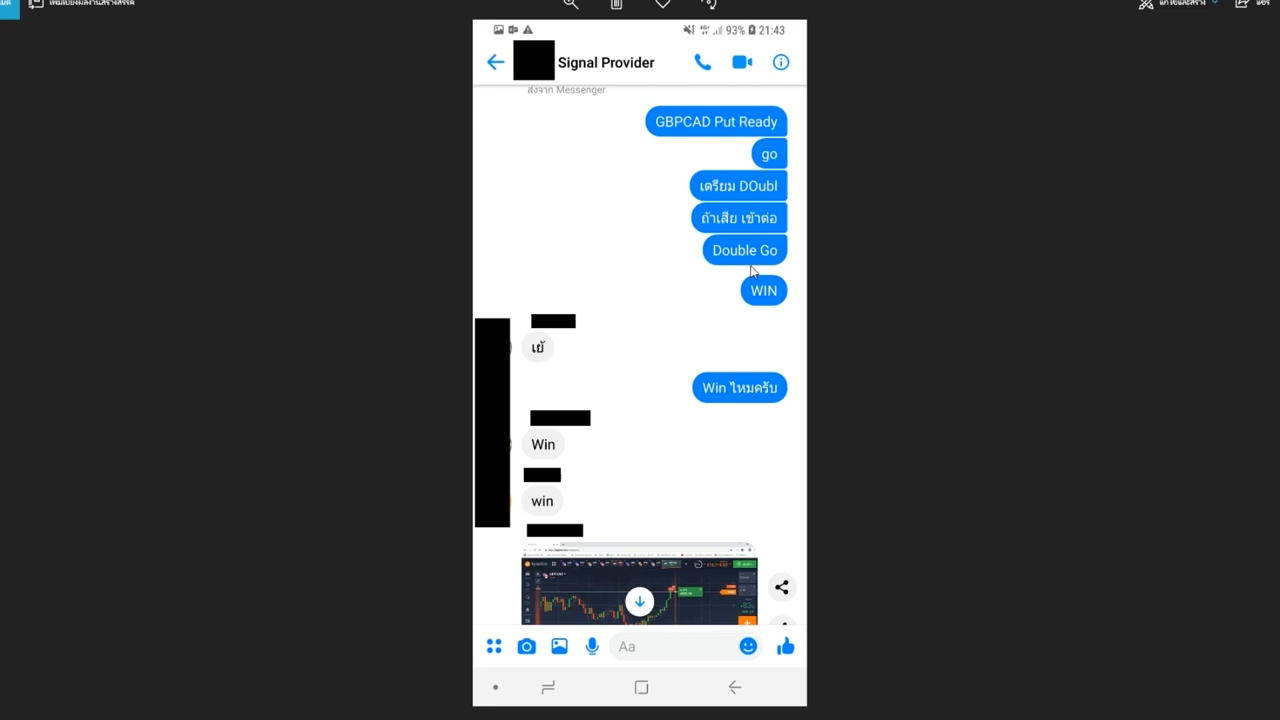 93% 21:43
Signal Provider
ส่งจาก Messenger
GBPCAD Put Ready
go
เตรียม DOubl
ถ้าเสีย เข้าต่อ
Double Go
WIN
เย้
Win ไหมครับ
Win
win
Aa